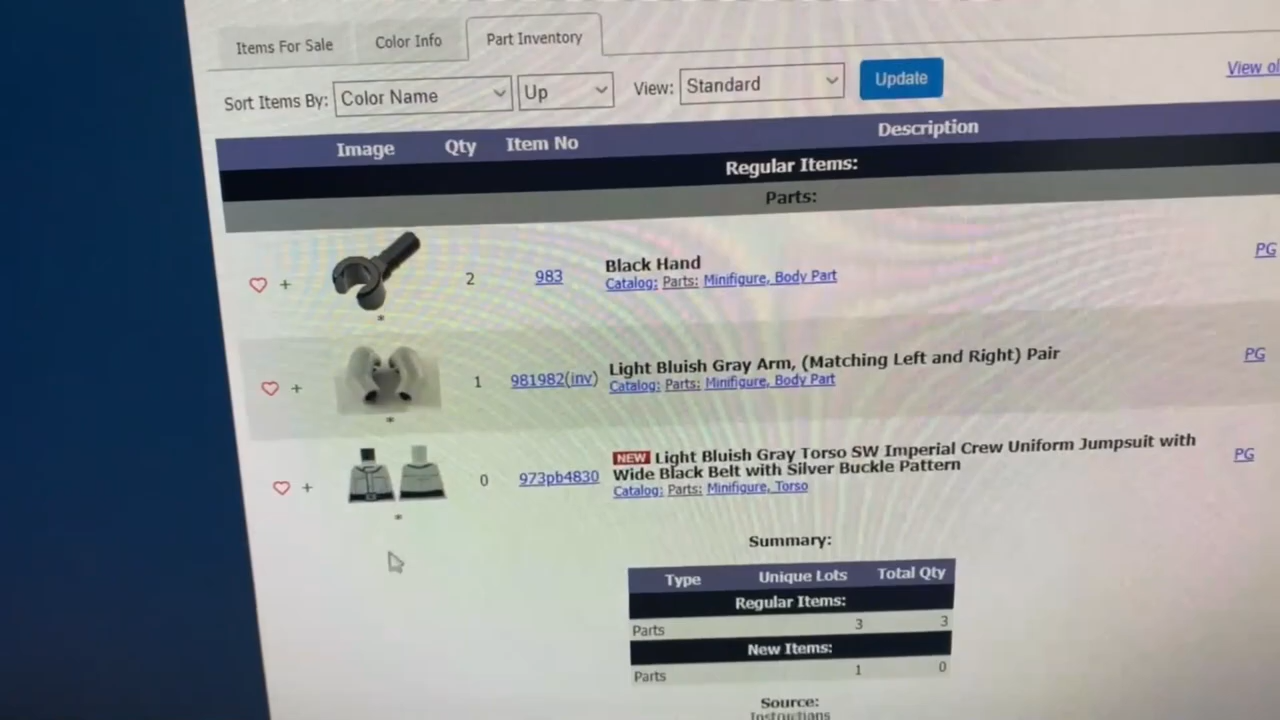 Items For Sale
Color Info
Part Inventory
Sort Items By: Color Name Up View: Standard Update
View
Image Qty Item No Description
Regular Items:
Parts:
+ 2 983 Black Hand PG
Catalog: Parts: Minifigure, Body Part
*
+ 1 981982(inv) Light Bluish Gray Arm, (Matching Left and Right) Pair PG
Catalog: Parts: Minifigure, Body Part
*
+ 0 973pb4830 NEW Light Bluish Gray Torso SW Imperial Crew Uniform Jumpsuit with PG
Wide Black Belt with Silver Buckle Pattern
Catalog: Parts: Minifigure, Torso
*
Summary:
Type Unique Lots Total Qty
Regular Items:
Parts 3 3
New Items:
Parts 1 0
Source:
Instructions